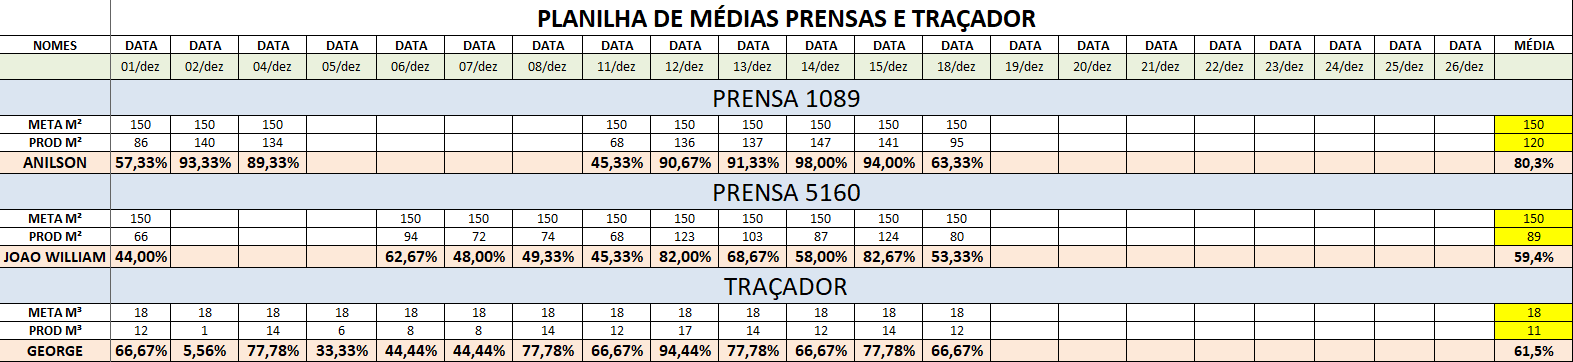 PLANILHA DE MÉDIAS PRENSAS E TRAÇADOR
NOMES DATA DATA DATA DATA DATA DATA DATA DATA DATA DATA DATA DATA DATA DATA DATA DATA DATA DATA DATA DATA DATA MÉDIA
01/dez 02/dez 04/dez 05/dez 06/dez 07/dez 08/dez 11/dez 12/dez 13/dez 14/dez 15/dez 18/dez 19/dez 20/dez 21/dez 22/dez 23/dez 24/dez 25/dez 26/dez
PRENSA 1089
META M² 150 150 150 150 150 150 150 150 150 150
PROD M² 86 140 134 68 136 137 147 141 95 120
ANILSON 57,33% 93,33% 89,33% 45,33% 90,67% 91,33% 98,00% 94,00% 63,33% 80,3%
PRENSA 5160
META M² 150 150 150 150 150 150 150 150 150 150 150
PROD M² 66 94 72 74 68 123 103 87 124 80 89
JOAO WILLIAM 44,00% 62,67% 48,00% 49,33% 45,33% 82,00% 68,67% 58,00% 82,67% 53,33% 59,4%
TRAÇADOR
META M³ 18 18 18 18 18 18 18 18 18 18 18 18 18 18
PROD M³ 12 1 14 6 8 8 14 12 17 14 12 14 12 11
GEORGE 66,67% 5,56% 77,78% 33,33% 44,44% 44,44% 77,78% 66,67% 94,44% 77,78% 66,67% 77,78% 66,67% 61,5%